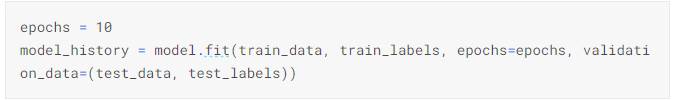 epochs = 10
model_history = model.fit(train_data, train_labels, epochs=epochs, validati
on_data=(test_data, test_labels))